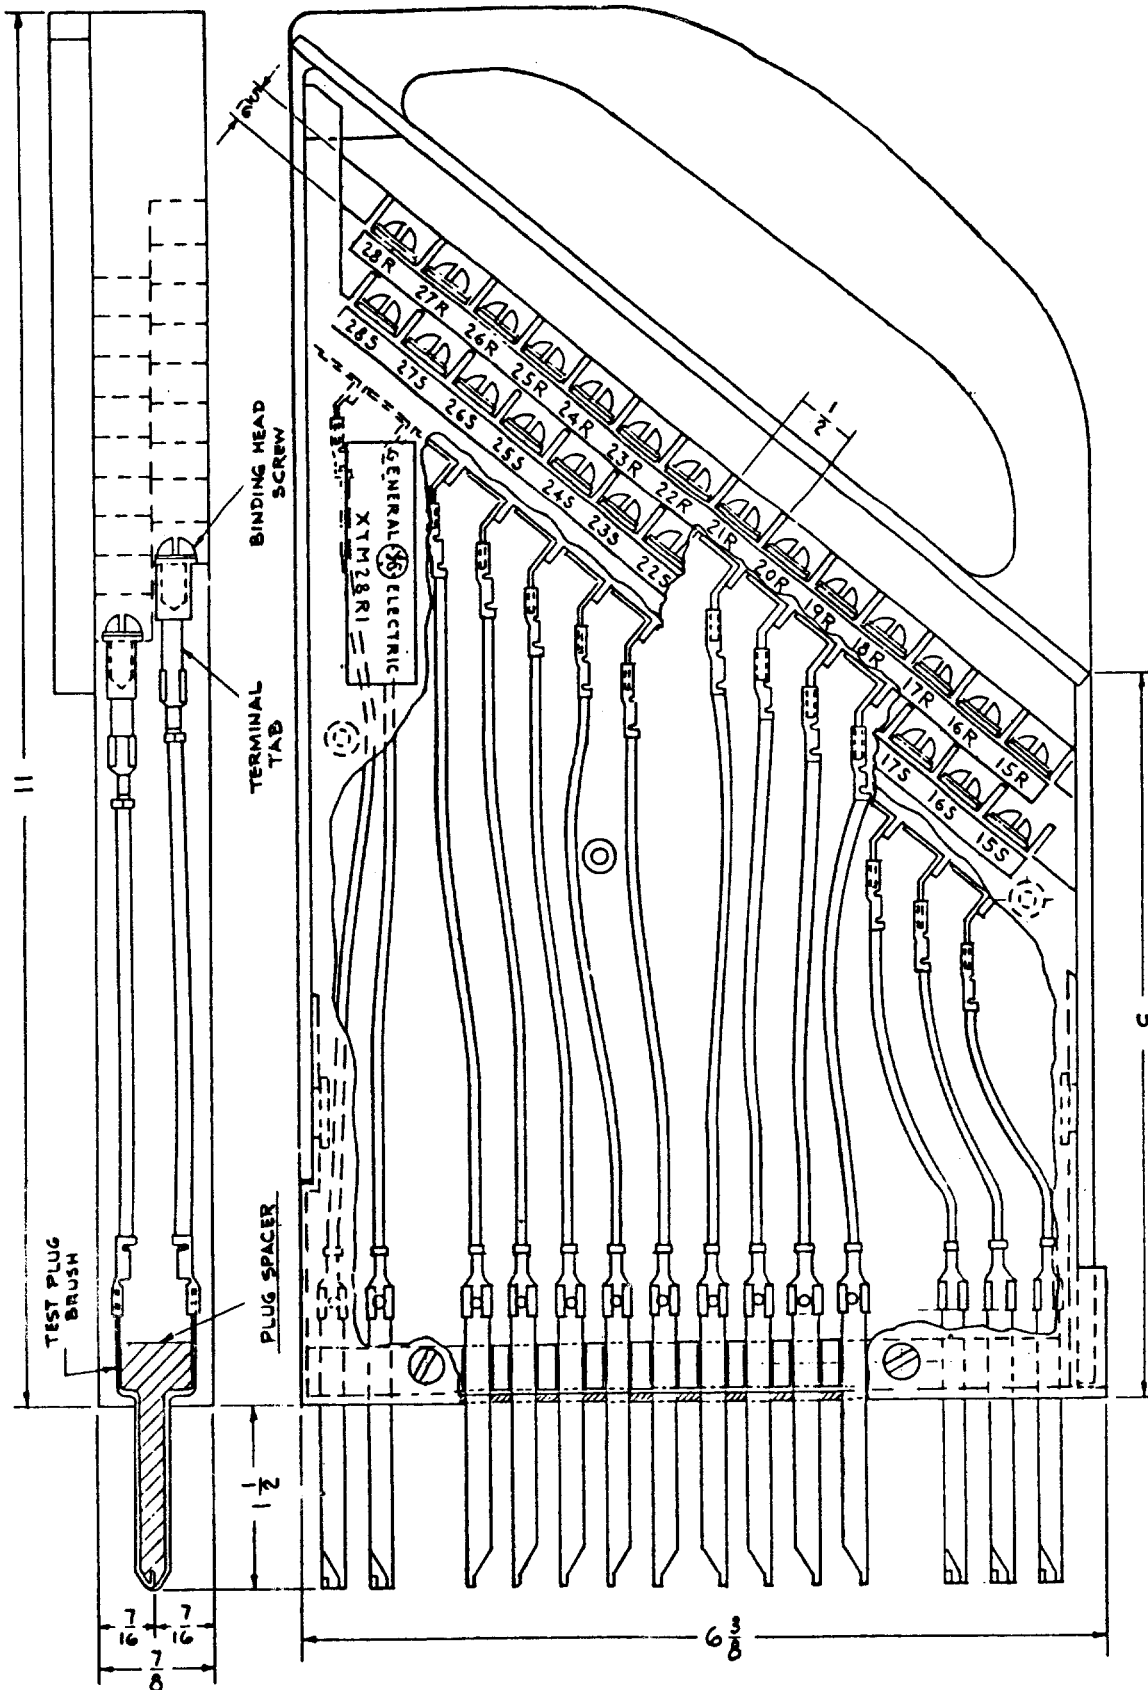 11
BINDING HEAD
SCREW
TERMINAL
TAB
TEST PLUG
BRUSH
PLUG SPACER
1 1/2
7/16
7/16
7/8
28R
27R
26R
25R
24R
23R
22R
21R
20R
19R
18R
17R
16R
15R
28S
27S
26S
25S
24S
23S
22S
17S
16S
15S
1/2
GENERAL GE ELECTRIC
XTM28R1
6 3/8